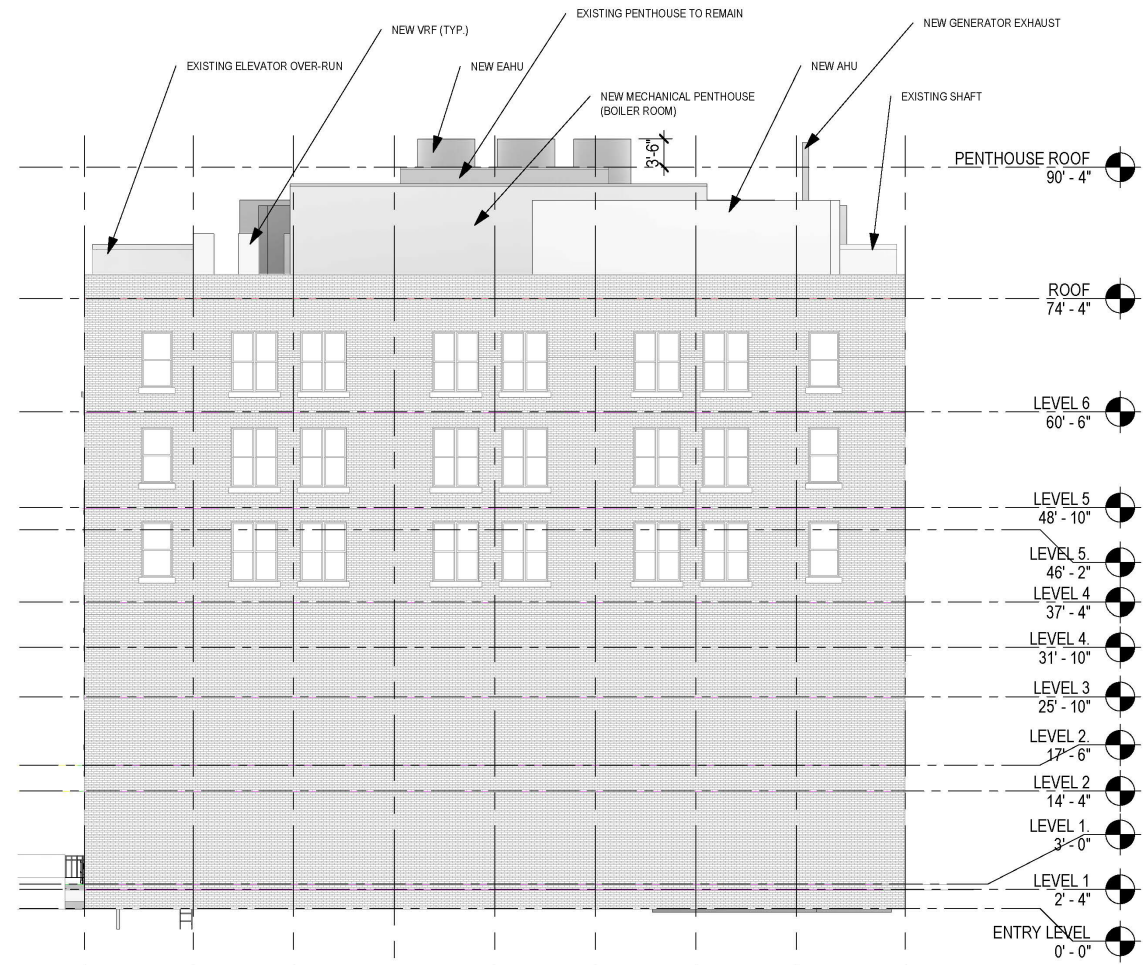 EXISTING PENTHOUSE TO REMAIN
NEW GENERATOR EXHAUST
NEW VRF (TYP.)
EXISTING ELEVATOR OVER-RUN
NEW EAHU
NEW AHU
NEW MECHANICAL PENTHOUSE
(BOILER ROOM)
EXISTING SHAFT
3'-6"
PENTHOUSE ROOF
90' - 4"
ROOF
74' - 4"
LEVEL 6
60' - 6"
LEVEL 5
48' - 10"
LEVEL 5.
46' - 2"
LEVEL 4
37' - 4"
LEVEL 4.
31' - 10"
LEVEL 3
25' - 10"
LEVEL 2.
17' - 6"
LEVEL 2
14' - 4"
LEVEL 1.
3' - 0"
LEVEL 1
2' - 4"
ENTRY LEVEL
0' - 0"